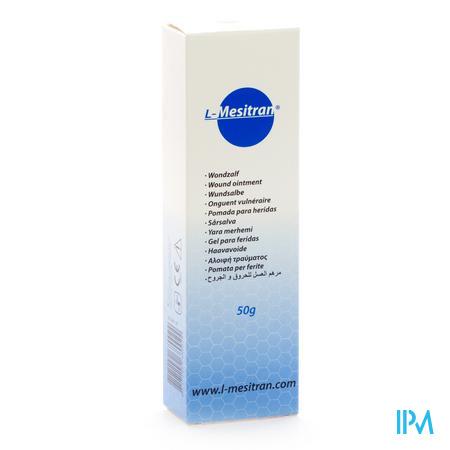 L-Mesitran®
· Wondzalf
· Wound ointment
· Wundsalbe
· Onguent vulnéraire
· Pomada para heridas
· Sårsalva
· Yara merhemi
· Gel para feridas
· Haavavoide
· Αλοιφή τραύματος
· Pomata per ferite
· مرهم العسل للحروق و الجروح
50g
www.l-mesitran.com
IPM